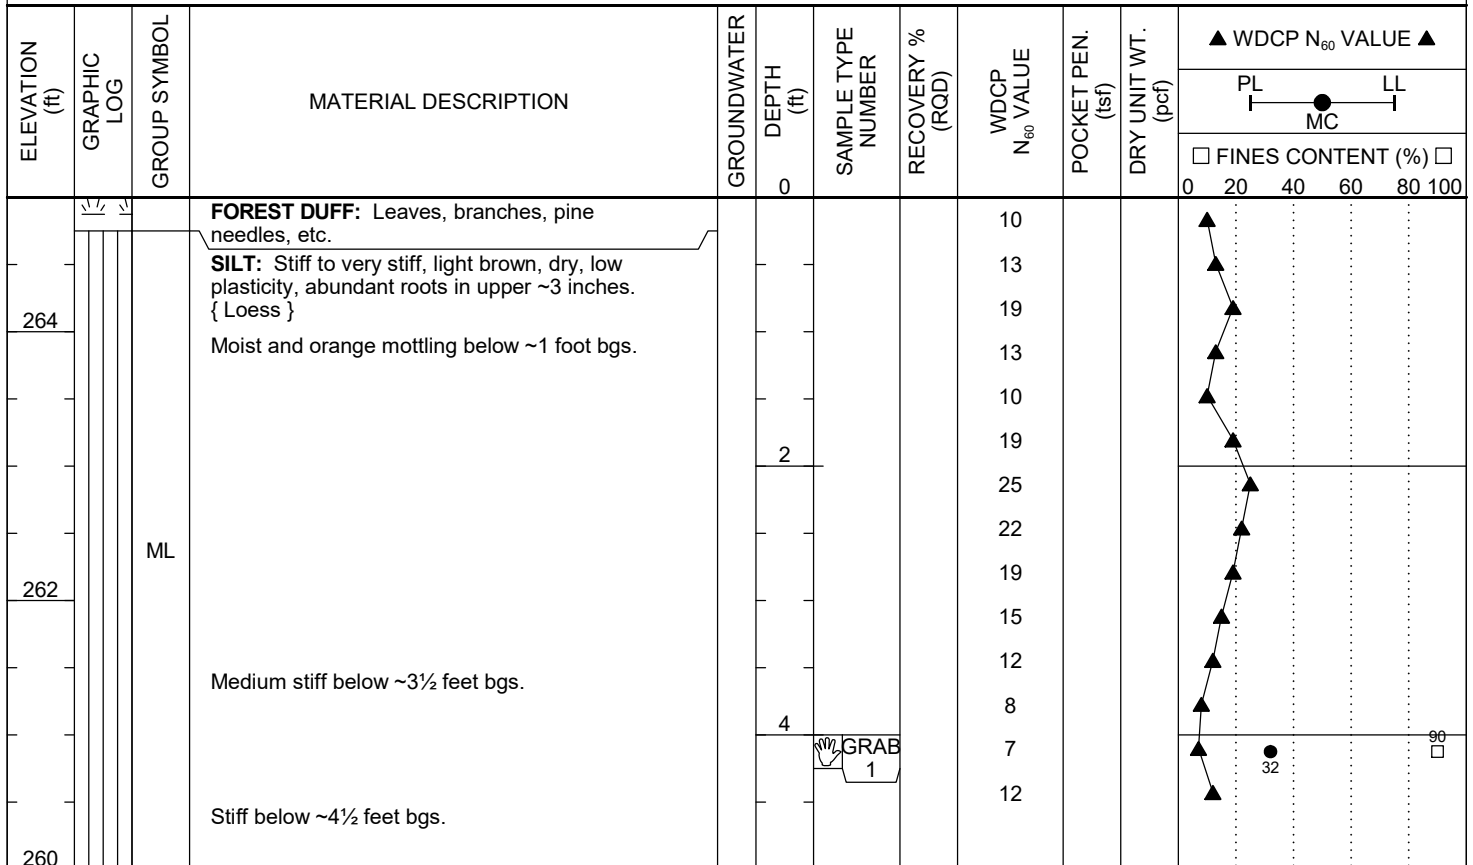 ELEVATION (ft)
GRAPHIC LOG
GROUP SYMBOL
MATERIAL DESCRIPTION
GROUNDWATER
DEPTH (ft)
0
SAMPLE TYPE NUMBER
RECOVERY % (RQD)
WDCP N60 VALUE
POCKET PEN. (tsf)
DRY UNIT WT. (pcf)
▲ WDCP N60 VALUE ▲
PL LL
MC
□ FINES CONTENT (%) □
0 20 40 60 80 100
FOREST DUFF: Leaves, branches, pine
needles, etc.
10
SILT: Stiff to very stiff, light brown, dry, low
plasticity, abundant roots in upper ~3 inches.
{ Loess }
13
19
264
Moist and orange mottling below ~1 foot bgs.
13
10
19
2
25
22
ML
19
262
15
12
Medium stiff below ~3½ feet bgs.
8
4
GRAB
1
7
32
90
12
Stiff below ~4½ feet bgs.
260